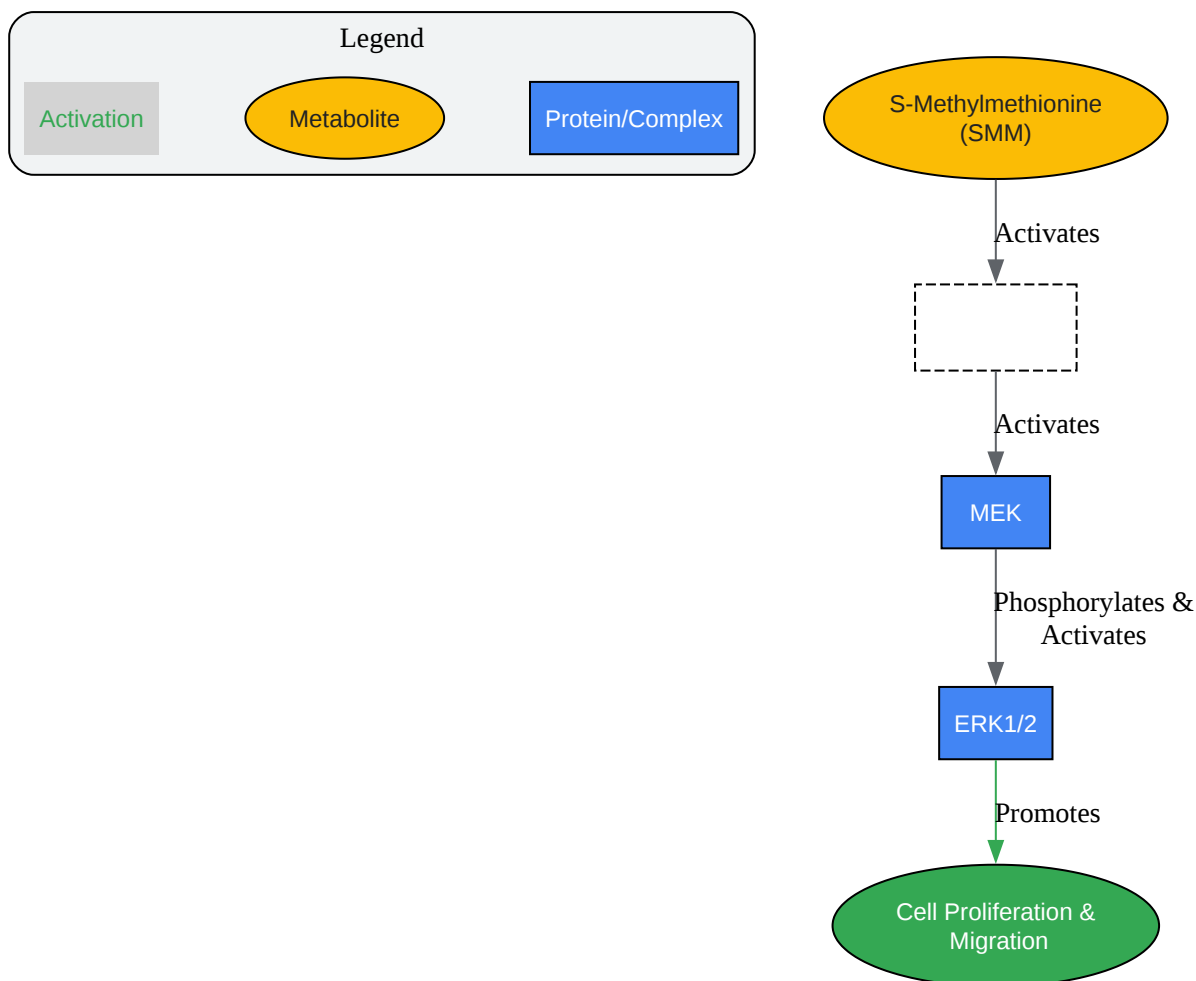 Legend
Activation
Metabolite
Protein/Complex
S-Methylmethionine
(SMM)
Activates
Activates
MEK
Phosphorylates &
Activates
ERK1/2
Promotes
Cell Proliferation &
Migration